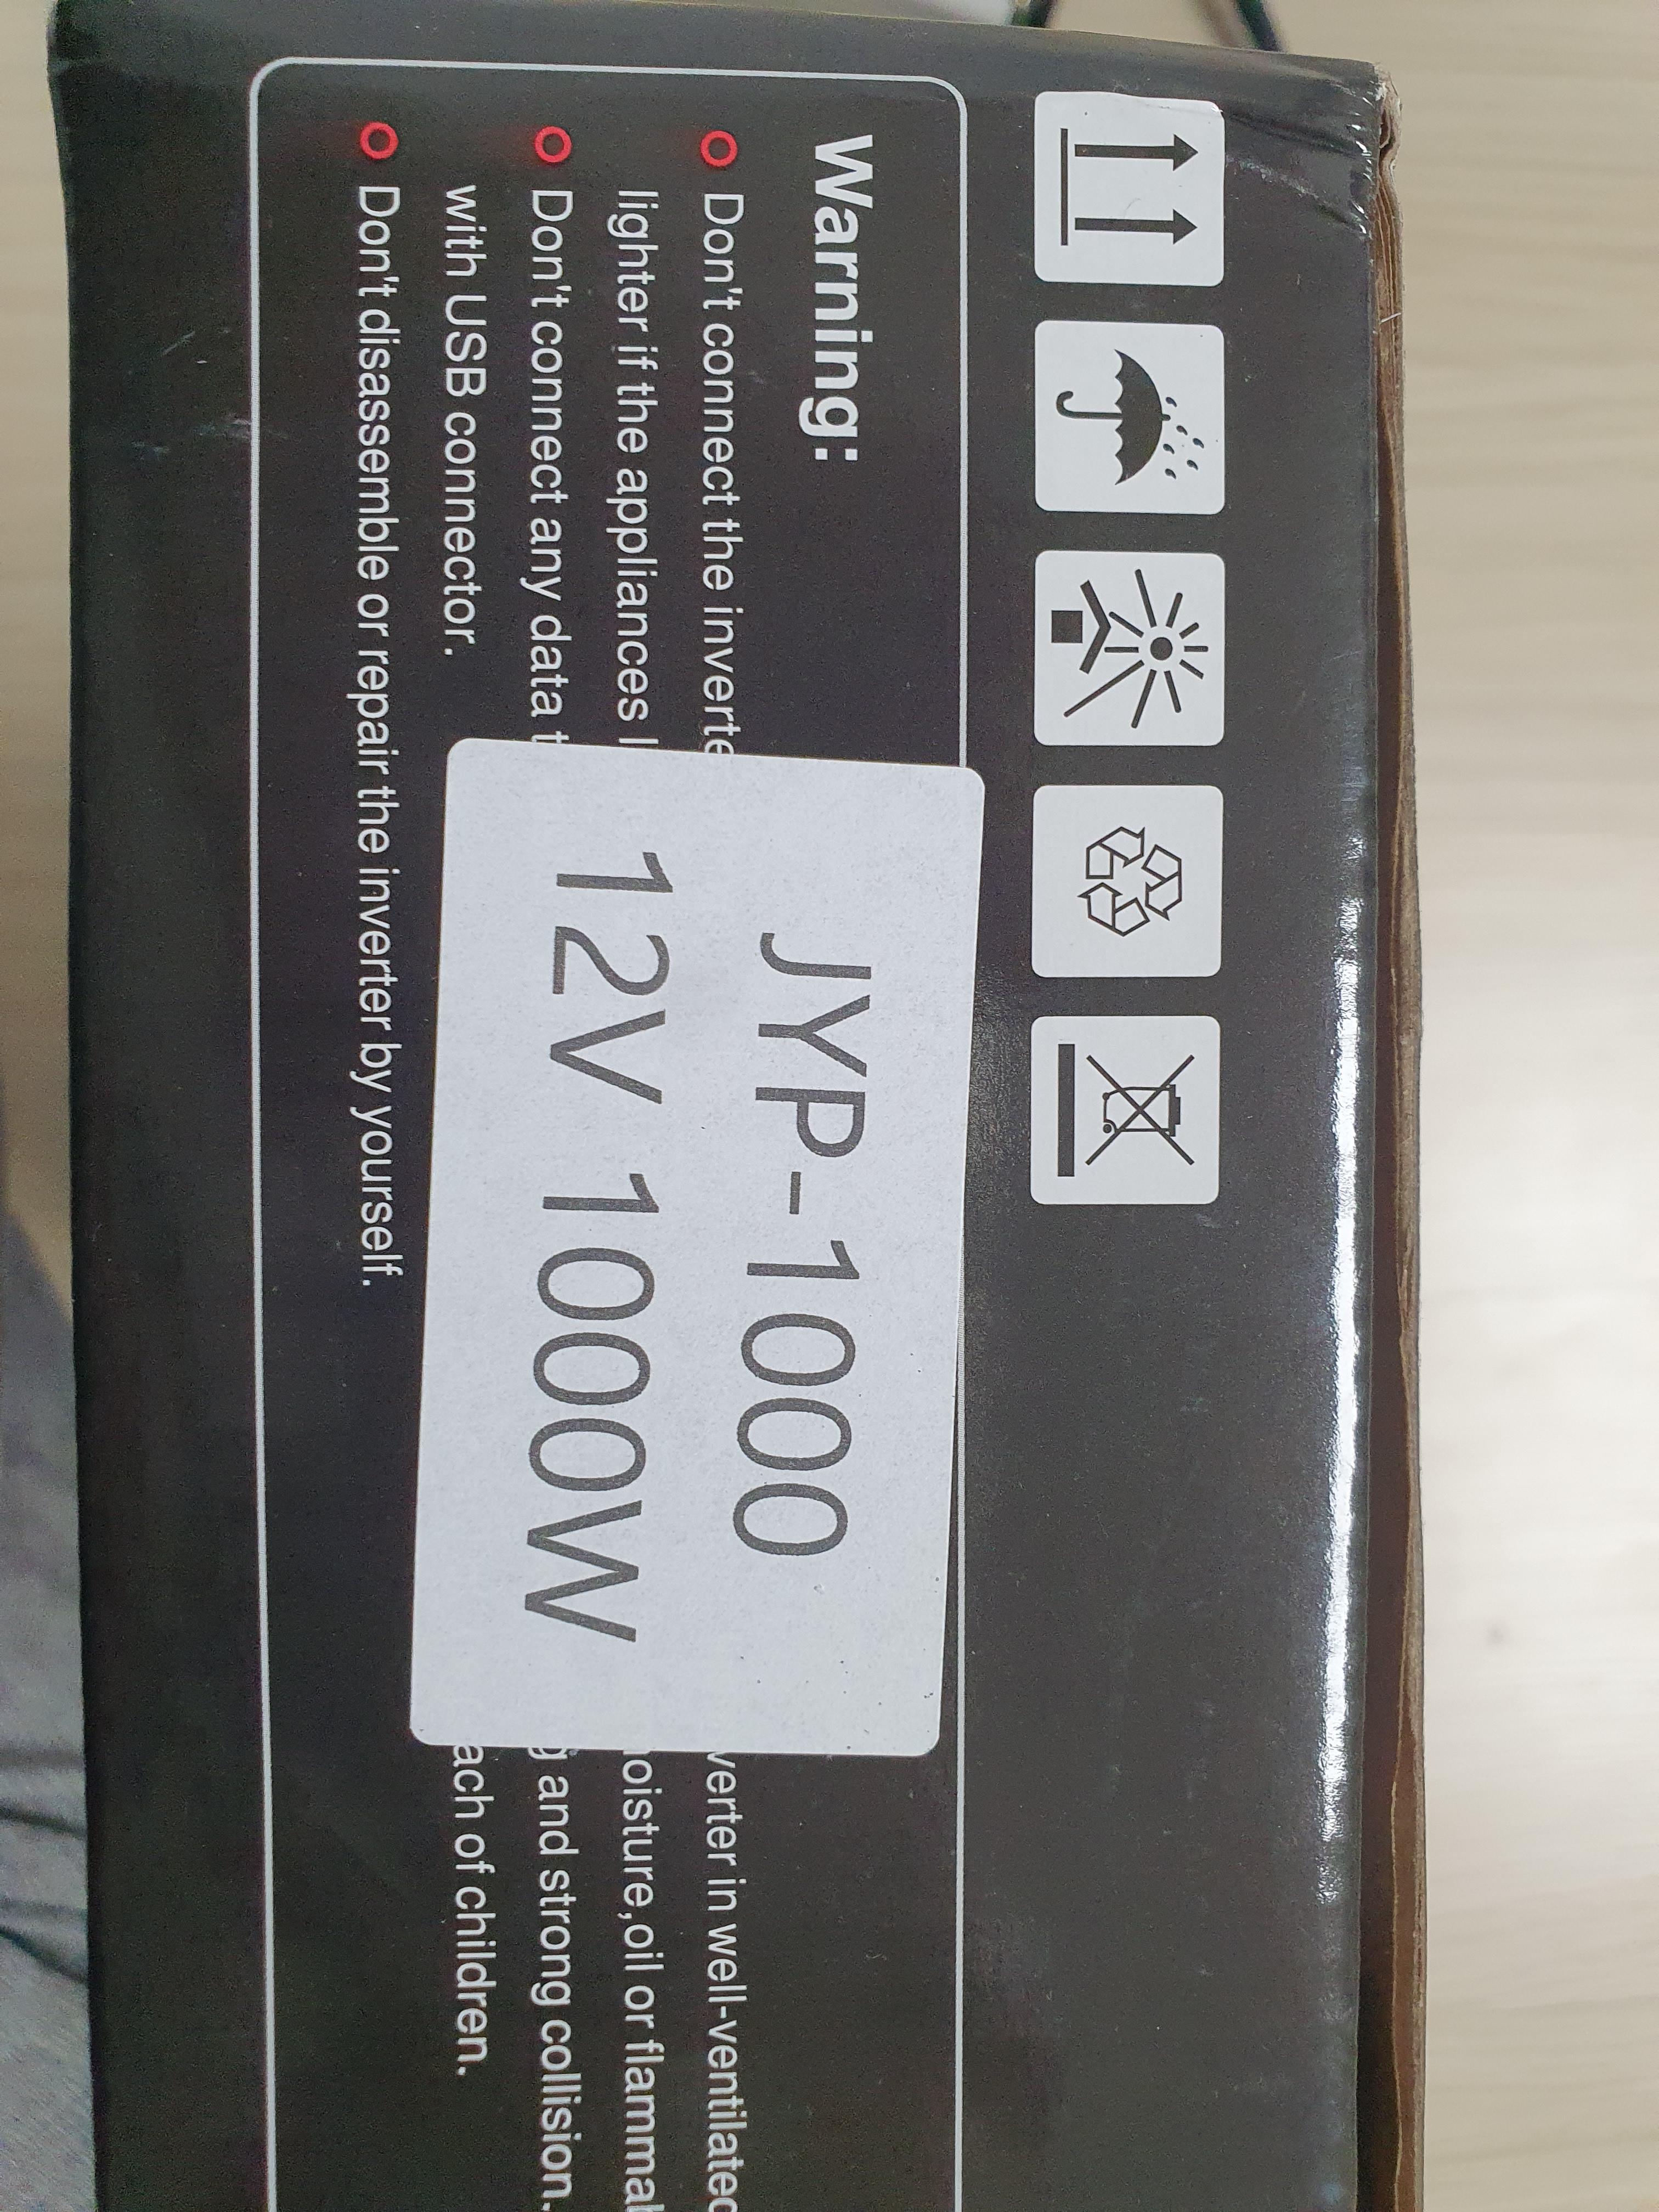 Warning:
Don't connect the inverte
lighter if the appliances
Don't connect any data
with USB connector.
Don't disassemble or repair the inverter by yourself.
JYP-1000
12V 1000W
verter in well-ventilated
oisture,oil or flammal
and strong collision.
ach of children.